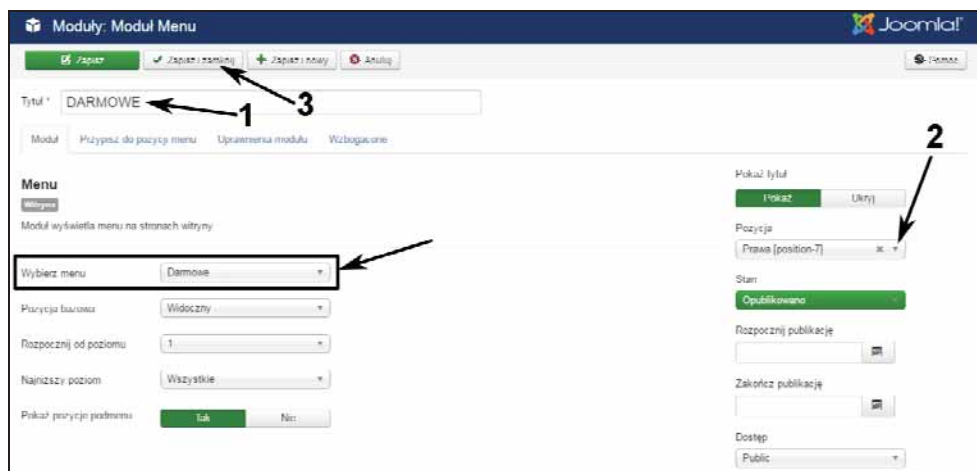 Moduły: Moduł Menu
Joomla!
Zapisz
Zapisz i zamknij
Zapisz i nowy
Anuluj
Pomoc
Tytuł * DARMOWE
1
3
Moduł
Przypisz do pozycji menu
Uprawnienia modułu
Wzbogacone
2
Menu
Witryna
Moduł wyświetla menu na stronach witryny
Wybierz menu Darmowe
Pozycja bazowa Widoczny
Rozpocznij od poziomu 1
Najniższy poziom Wszystkie
Pokaż pozycje podmenu Tak Nie
Pokaż tytuł
Pokaż Ukryj
Pozycja
Prawa [position-7]
Stan
Opublikowano
Rozpocznij publikację
Zakończ publikację
Dostęp
Public